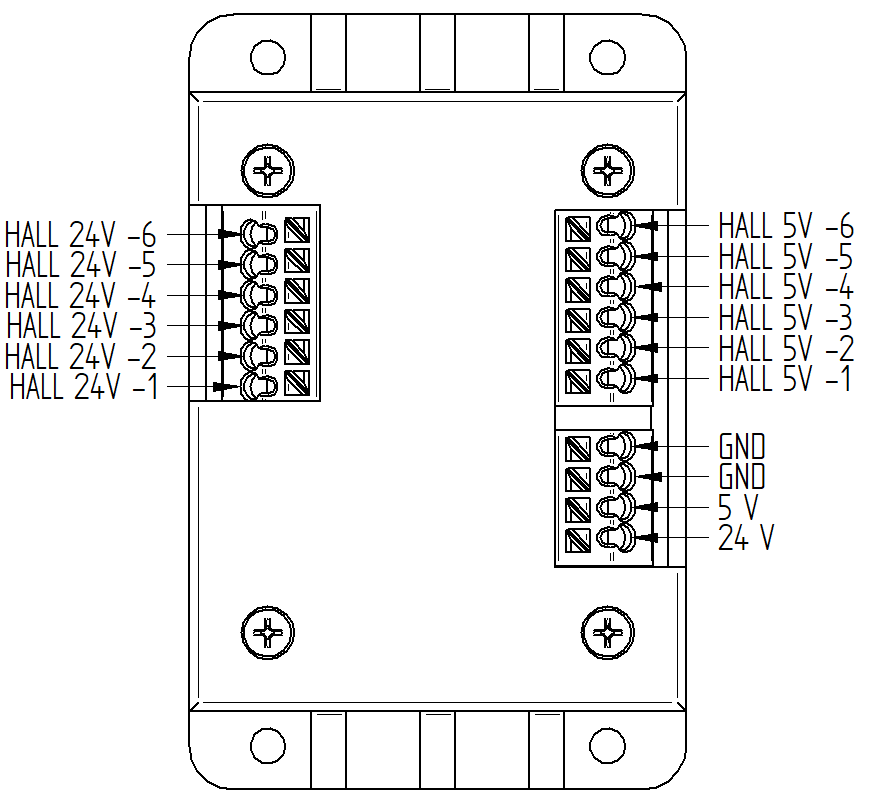 HALL 24V -6
HALL 24V -5
HALL 24V -4
HALL 24V -3
HALL 24V -2
HALL 24V -1
HALL 5V -6
HALL 5V -5
HALL 5V -4
HALL 5V -3
HALL 5V -2
HALL 5V -1
GND
GND
5 V
24 V